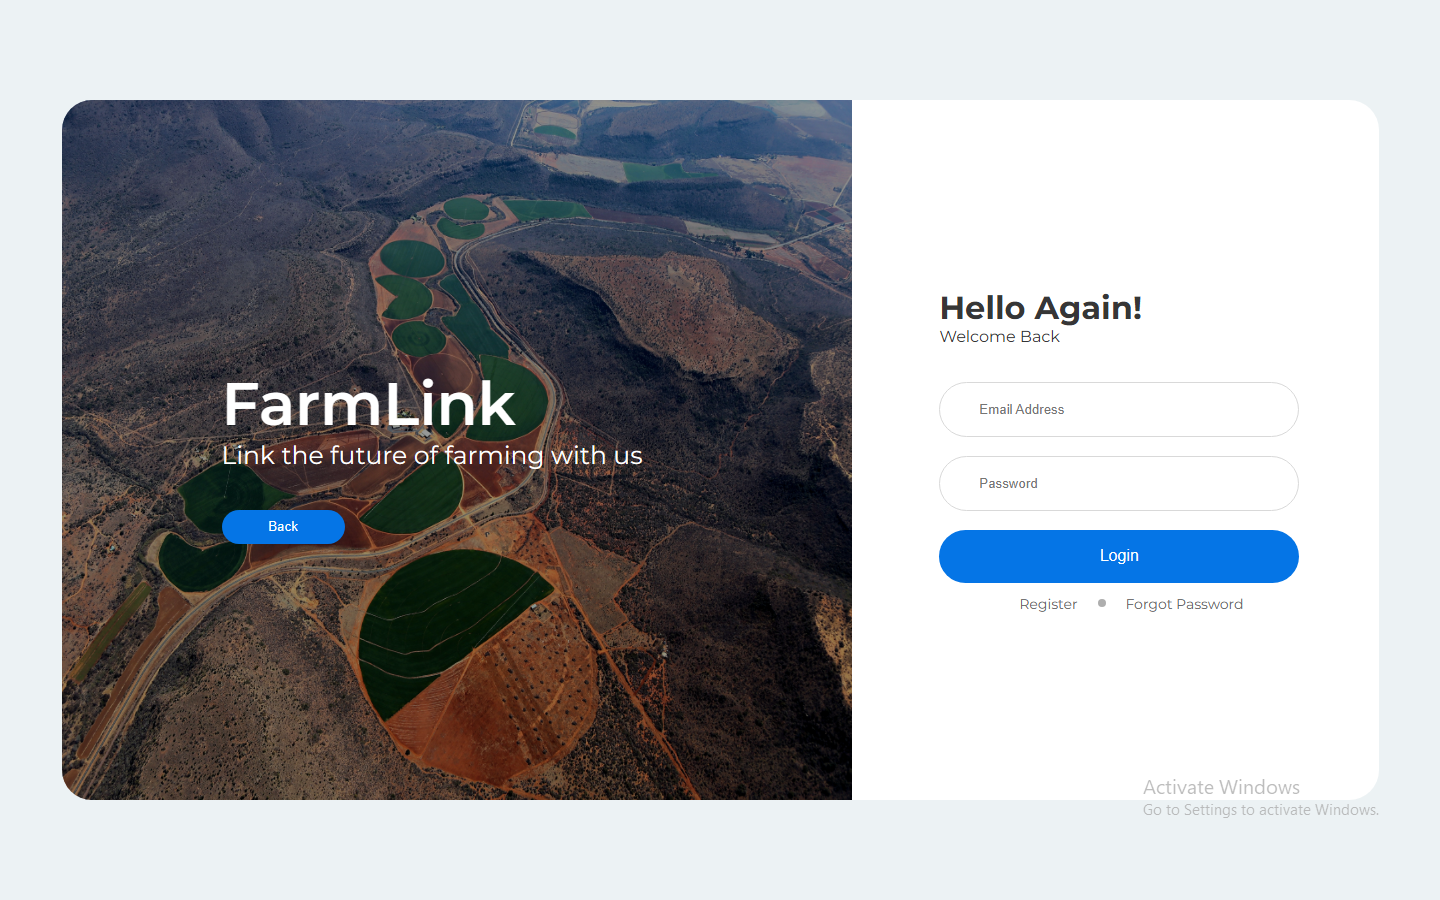 FarmLink
Link the future of farming with us
Back
Hello Again!
Welcome Back
Email Address
Password
Login
Register
Forgot Password
Activate Windows
Go to Settings to activate Windows.